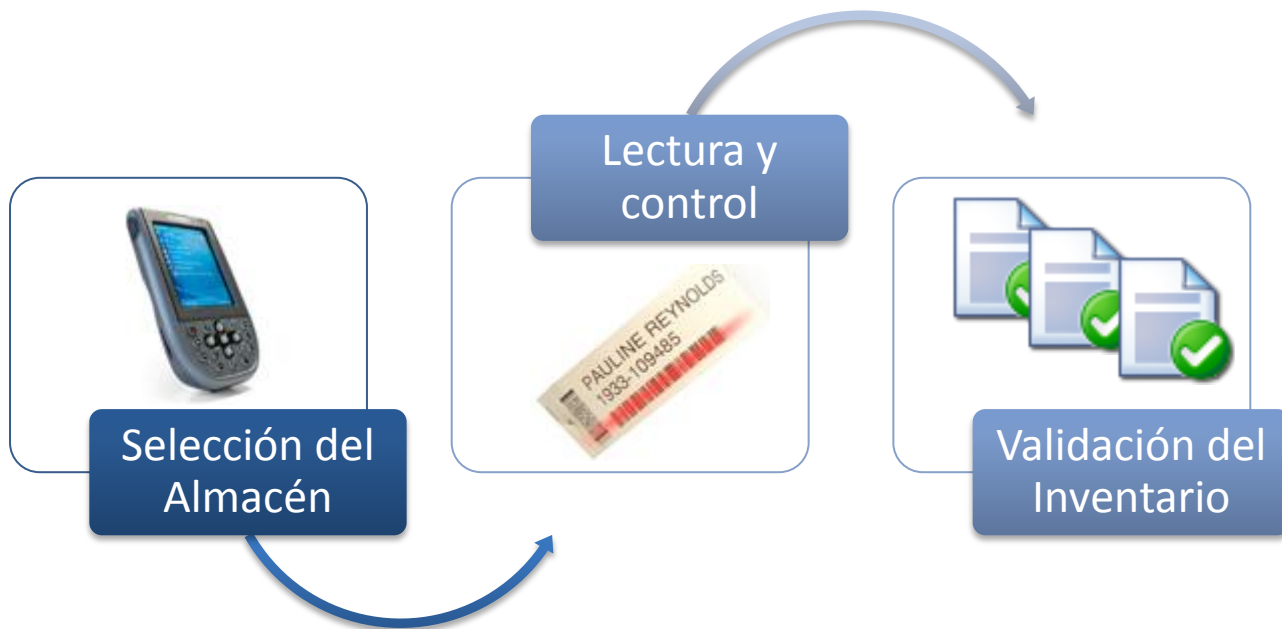 Selección del
Almacén
Lectura y
control
PAULINE REYNOLDS
1933-109485
Validación del
Inventario